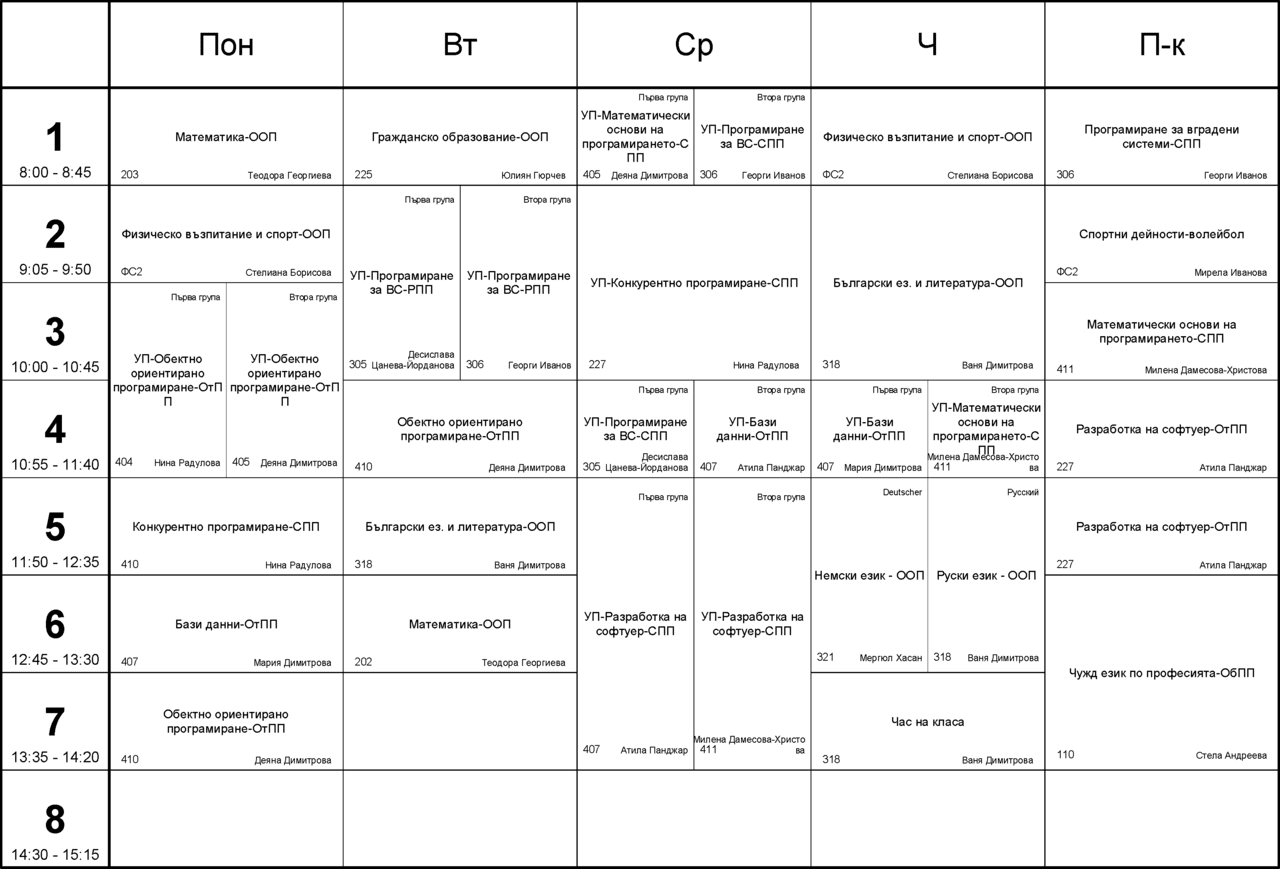 Пон
Вт
Ср
Ч
П-к
1
8:00 - 8:45
Математика-ООП
203
Теодора Георгиева
Гражданско образование-ООП
225
Юлиян Гюрчев
Първа група
УП-Математически
основи на
програмирането-С
ПП
405
Деяна Димитрова
Втора група
УП-Програмиране
за ВС-СПП
306
Георги Иванов
Физическо възпитание и спорт-ООП
ФС2
Стелиана Борисова
Програмиране за вградени
системи-СПП
306
Георги Иванов
2
9:05 - 9:50
Физическо възпитание и спорт-ООП
ФС2
Стелиана Борисова
Първа група
УП-Програмиране
за ВС-РПП
Десислава
305
Цанева-Йорданова
Втора група
УП-Програмиране
за ВС-РПП
306
Георги Иванов
УП-Конкурентно програмиране-СПП
227
Нина Радулова
Български ез. и литература-ООП
318
Ваня Димитрова
Спортни дейности-волейбол
ФС2
Мирела Иванова
3
10:00 - 10:45
Първа група
УП-Обектно
ориентирано
програмиране-ОтП
П
404
Нина Радулова
Втора група
УП-Обектно
ориентирано
програмиране-ОтП
П
405
Деяна Димитрова
Математически основи на
програмирането-СПП
411
Милена Дамесова-Христова
4
10:55 - 11:40
Обектно ориентирано
програмиране-ОтПП
410
Деяна Димитрова
Първа група
УП-Програмиране
за ВС-СПП
Десислава
305
Цанева-Йорданова
Втора група
УП-Бази
данни-ОтПП
407
Атила Панджар
Първа група
УП-Бази
данни-ОтПП
407
Мария Димитрова
Втора група
УП-Математически
основи на
програмирането-С
ПП
Милена Дамесова-Христо
411
ва
Разработка на софтуер-ОтПП
227
Атила Панджар
5
11:50 - 12:35
Конкурентно програмиране-СПП
410
Нина Радулова
Български ез. и литература-ООП
318
Ваня Димитрова
Първа група
УП-Разработка на
софтуер-СПП
407
Атила Панджар
Втора група
УП-Разработка на
софтуер-СПП
Милена Дамесова-Христо
411
ва
Deutscher
Немски език - ООП
321
Мергюл Хасан
Русский
Руски език - ООП
318
Ваня Димитрова
Разработка на софтуер-ОтПП
227
Атила Панджар
6
12:45 - 13:30
Бази данни-ОтПП
407
Мария Димитрова
Математика-ООП
202
Теодора Георгиева
Чужд език по професията-ОбПП
110
Стела Андреева
7
13:35 - 14:20
Обектно ориентирано
програмиране-ОтПП
410
Деяна Димитрова
Час на класа
318
Ваня Димитрова
8
14:30 - 15:15